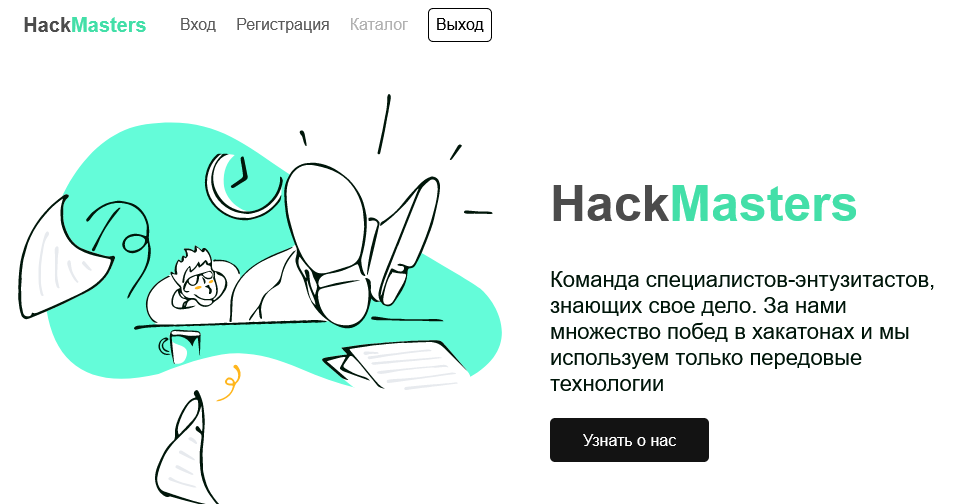 HackMasters Вход Регистрация Каталог Выход
HackMasters
Команда специалистов-энтузитастов,
знающих свое дело. За нами
множество побед в хакатонах и мы
используем только передовые
технологии
Узнать о нас